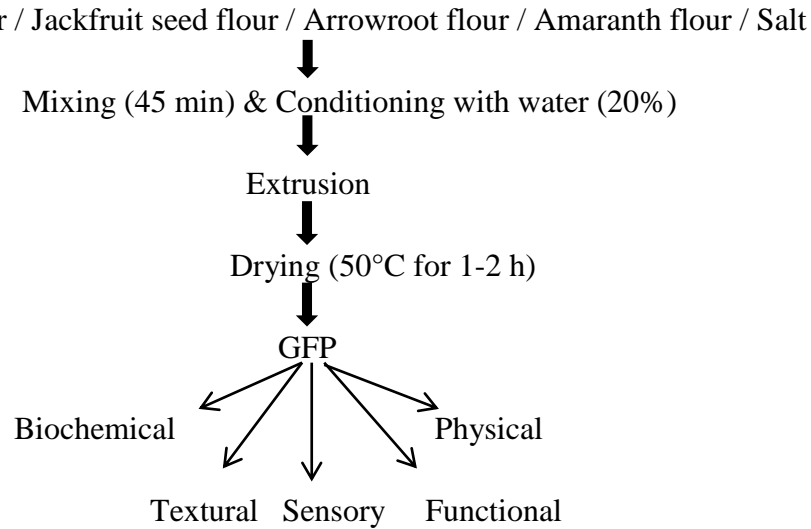 / Jackfruit seed flour / Arrowroot flour / Amaranth flour / Salt
Mixing (45 min) & Conditioning with water (20%)
Extrusion
Drying (50°C for 1-2 h)
GFP
Biochemical Physical
Textural Sensory Functional